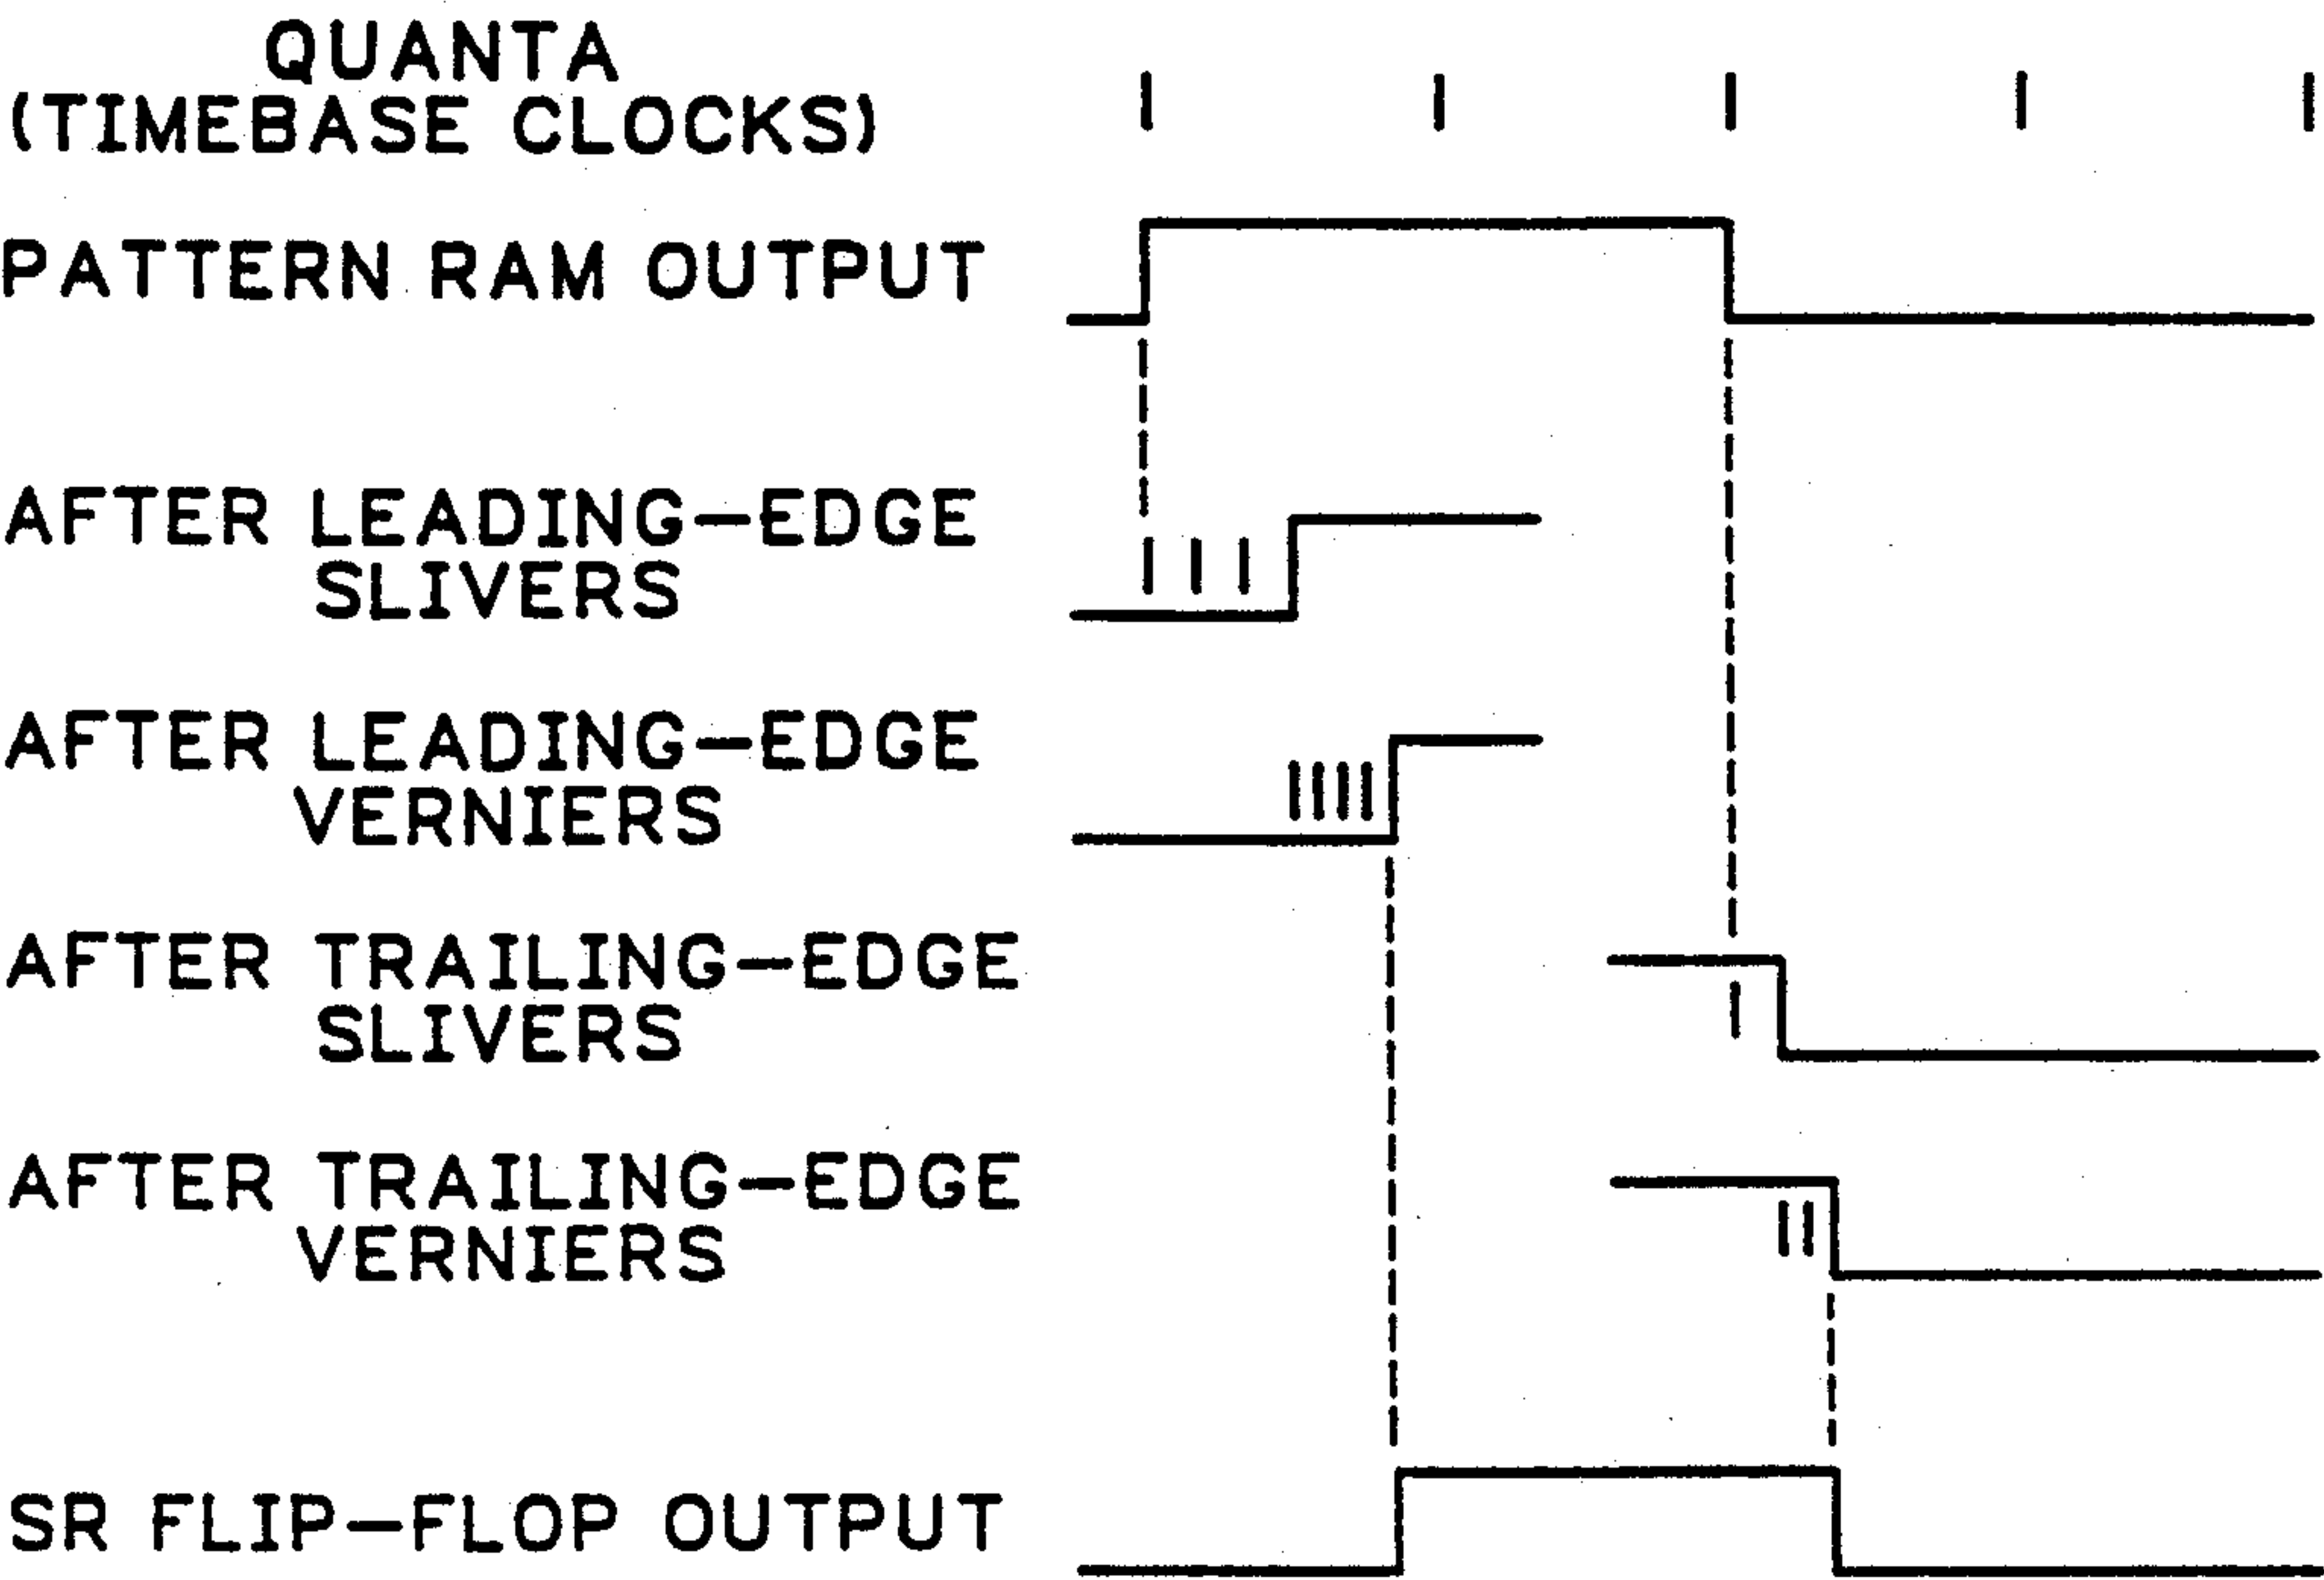 QUANTA
(TIMEBASE CLOCKS)
PATTERN RAM OUTPUT
AFTER LEADING-EDGE
SLIVERS
AFTER LEADING-EDGE
VERNIERS
AFTER TRAILING-EDGE
SLIVERS
AFTER TRAILING-EDGE
VERNIERS
SR FLIP-FLOP OUTPUT